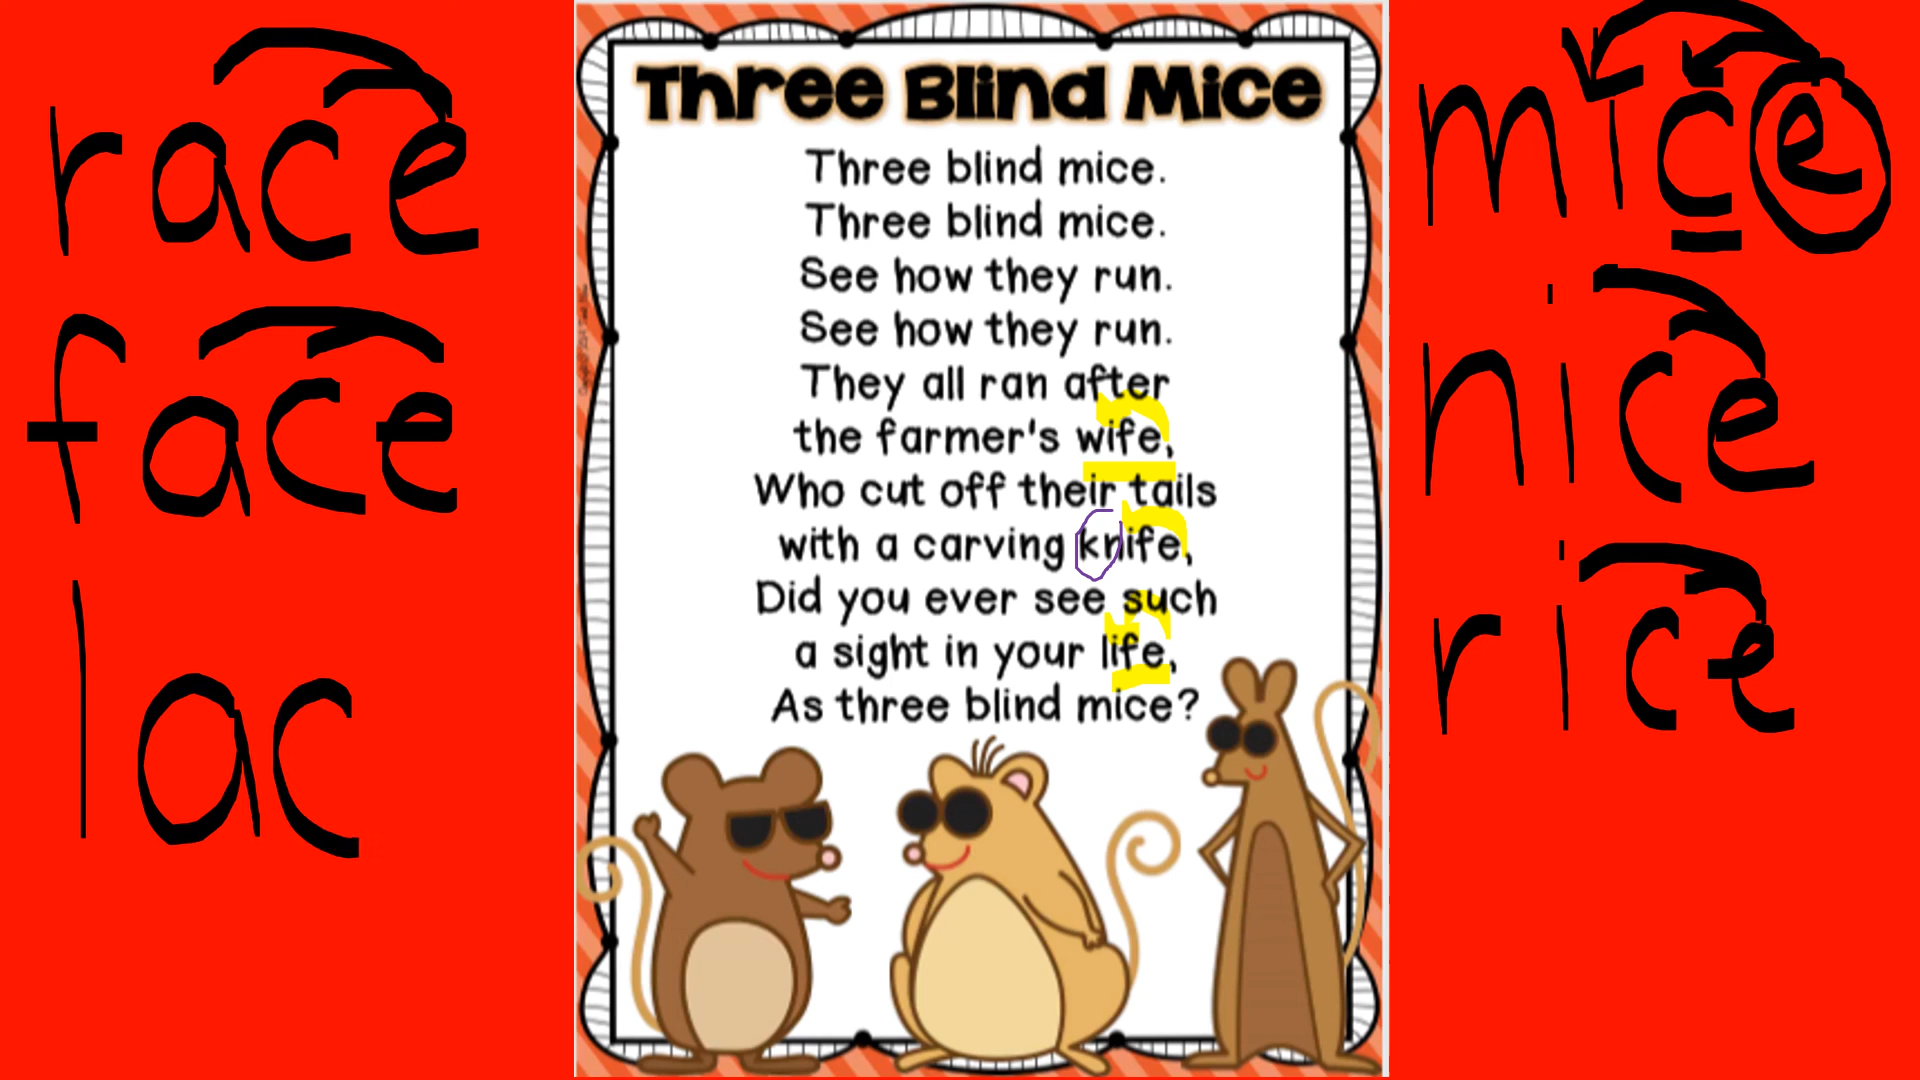 race
face
lac
Three Blind Mice
Three blind mice.
Three blind mice.
See how they run.
See how they run.
They all ran after
the farmer's wife,
Who cut off their tails
with a carving knife,
Did you ever see such
a sight in your life,
As three blind mice?
mice
nice
rice